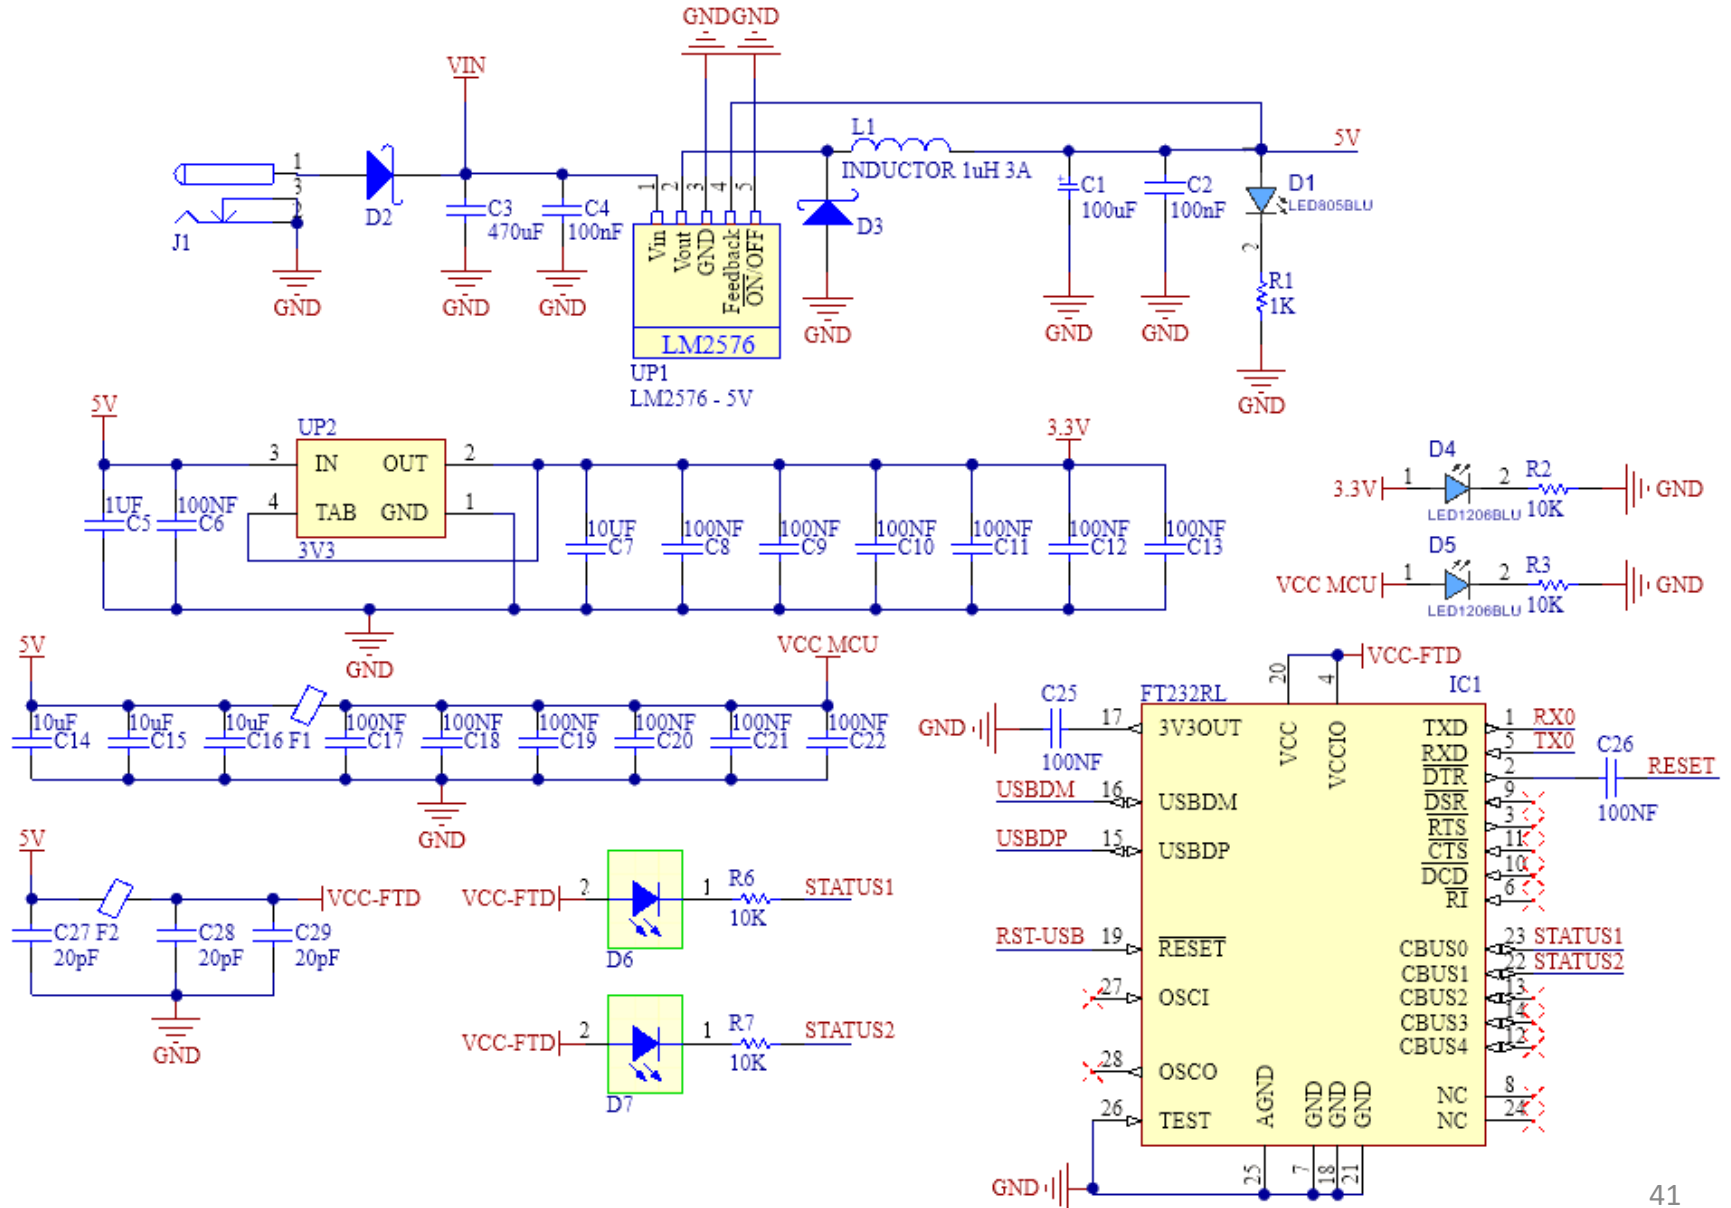 GND GND
VIN
J1
1
3
2
GND
D2
GND
C3
470uF
C4
100nF
GND
1
2
3
4
5
Vin
Vout
GND
Feedback
ON/OFF
LM2576
UP1
LM2576 - 5V
L1
INDUCTOR 1uH 3A
D3
GND
C1
100uF
GND
C2
100nF
GND
5V
1
D1
LED805BLU
2
R1
1K
GND
5V
UP2
3
IN
OUT
2
4
TAB
GND
1
3V3
1UF
C5
100NF
C6
GND
10UF
C7
100NF
C8
100NF
C9
100NF
C10
100NF
C11
3.3V
100NF
C12
100NF
C13
D4
3.3V
1
2
R2
GND
LED1206BLU
10K
D5
VCC MCU
1
2
R3
GND
LED1206BLU
10K
5V
VCC MCU
10uF
C14
10uF
C15
10uF
C16
F1
100NF
C17
100NF
C18
100NF
C19
100NF
C20
100NF
C21
100NF
C22
GND
5V
C27
20pF
F2
C28
20pF
C29
20pF
VCC-FTD
GND
VCC-FTD
2
1
R6
10K
STATUS1
D6
VCC-FTD
2
1
R7
10K
STATUS2
D7
VCC-FTD
20
4
FT232RL
IC1
GND
C25
100NF
17
3V3OUT
VCC
VCCIO
USBDM
16
USBDM
USBDP
15
USBDP
RST-USB
19
RESET
27
OSCI
28
OSCO
26
TEST
AGND
GND
GND
GND
25
7
18
21
GND
TXD
1
RX0
RXD
5
TX0
DTR
2
C26
100NF
RESET
DSR
9
RTS
3
CTS
11
DCD
10
RI
6
CBUS0
23
STATUS1
CBUS1
22
STATUS2
CBUS2
13
CBUS3
14
CBUS4
12
NC
8
NC
24
41